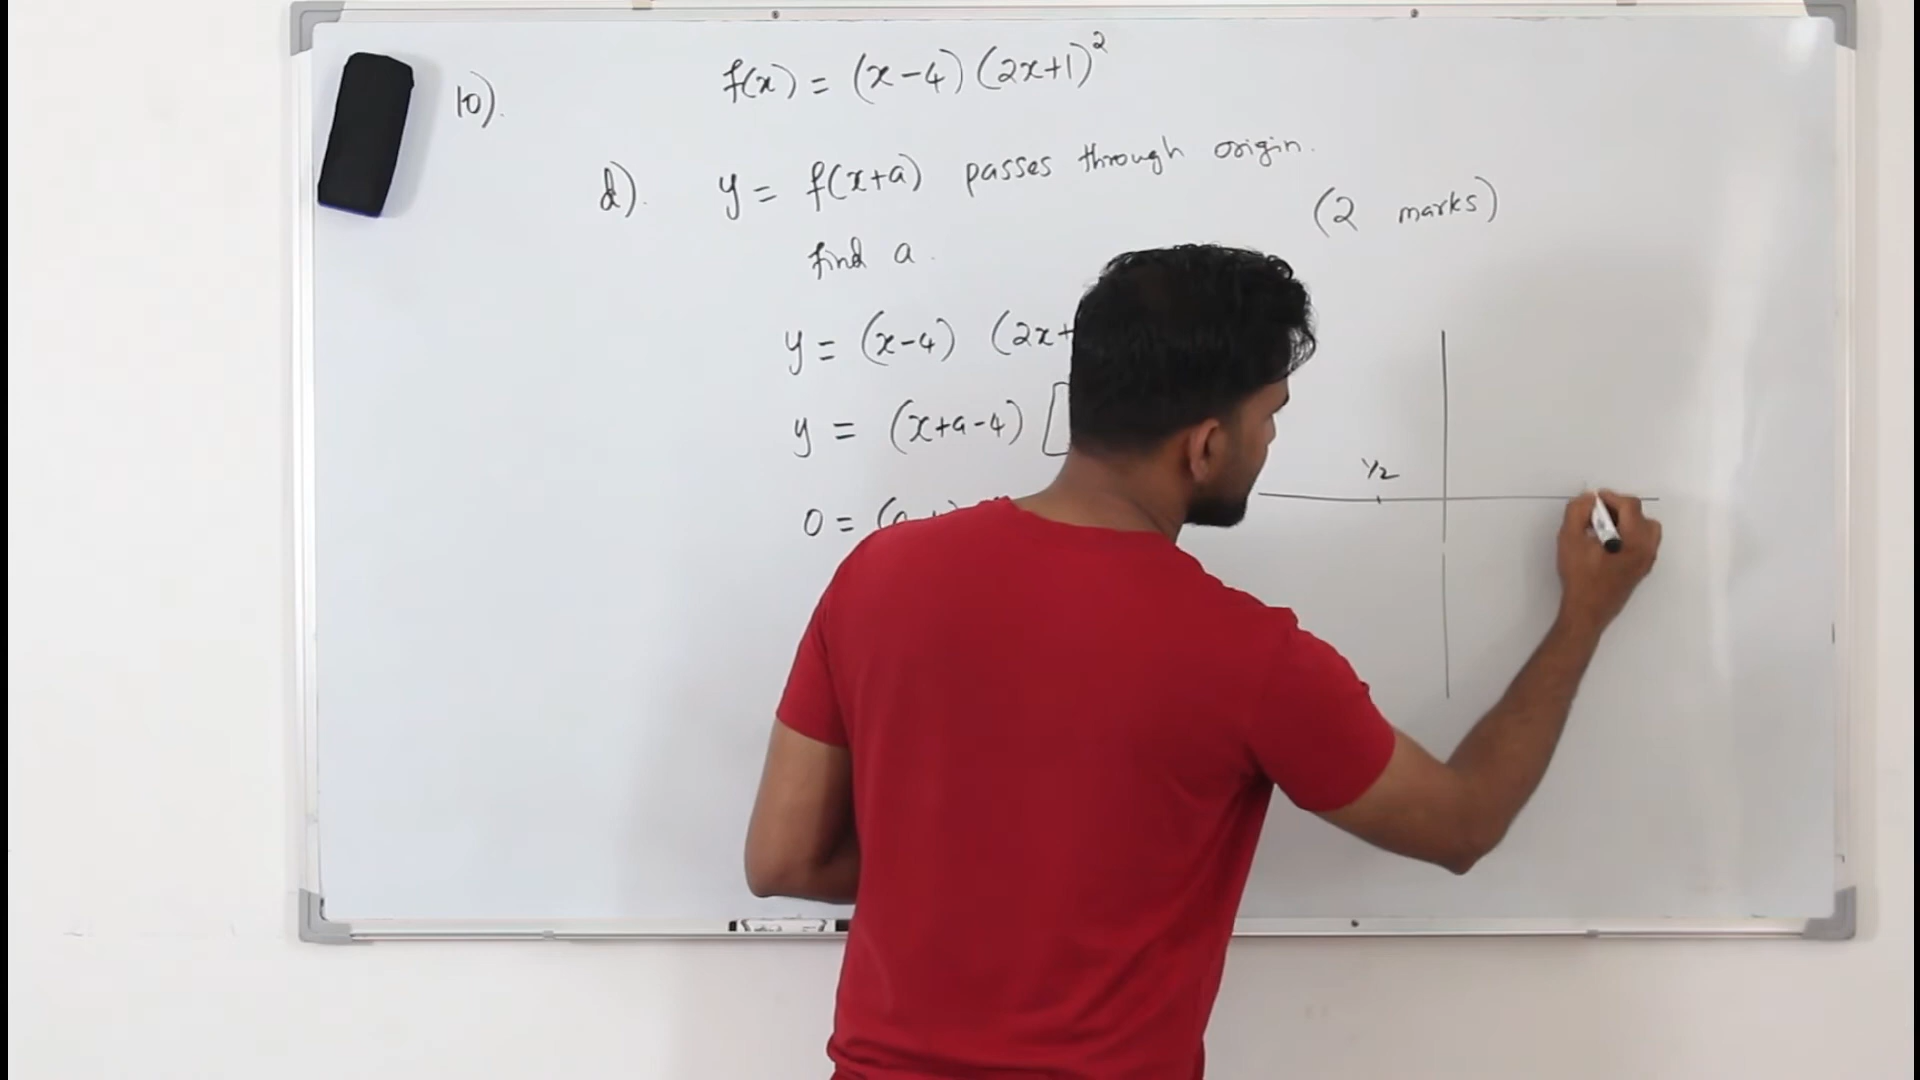 10).
f(x) = (x-4) (2x+1)²
d). y = f(x+a) passes through origin.
(2 marks)
find a.
y = (x-4) (2x+
y = (x+a-4) [
0 = (
1/2